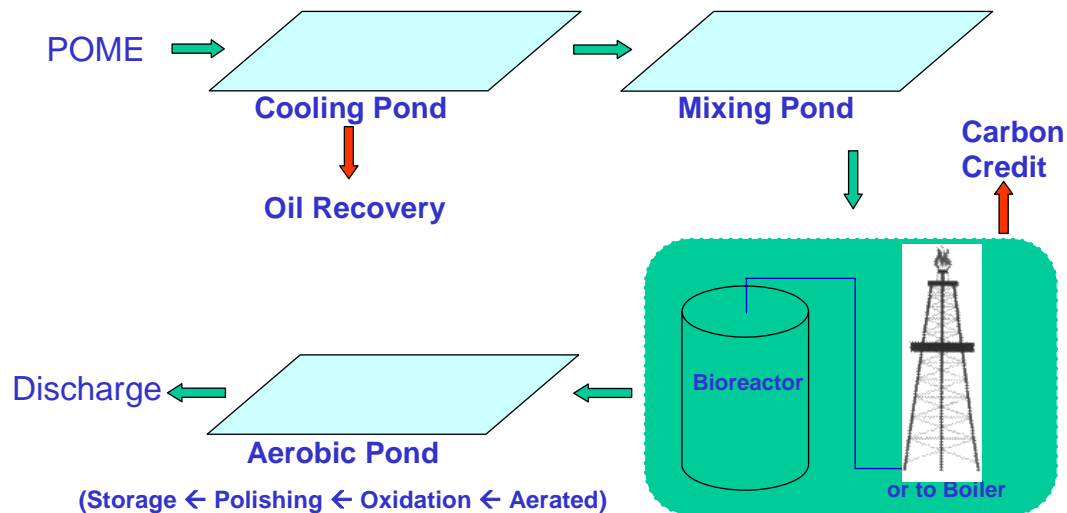 POME
Cooling Pond
Mixing Pond
Oil Recovery
Carbon
Credit
Bioreactor
or to Boiler
Discharge
Aerobic Pond
(Storage ← Polishing ← Oxidation ← Aerated)